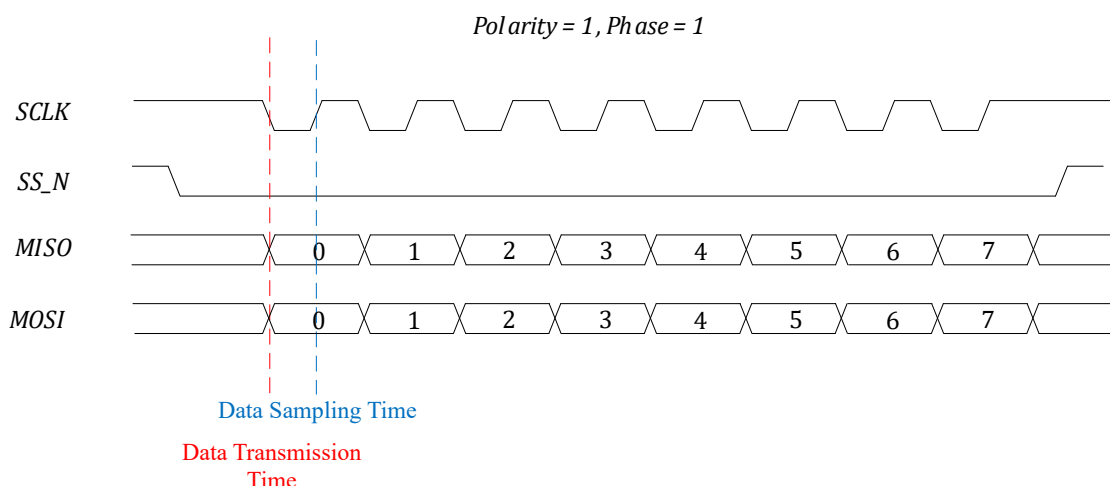 Polarity = 1, Phase = 1
SCLK
SS_N
MISO
0 1 2 3 4 5 6 7
MOSI
0 1 2 3 4 5 6 7
Data Sampling Time
Data Transmission
Time